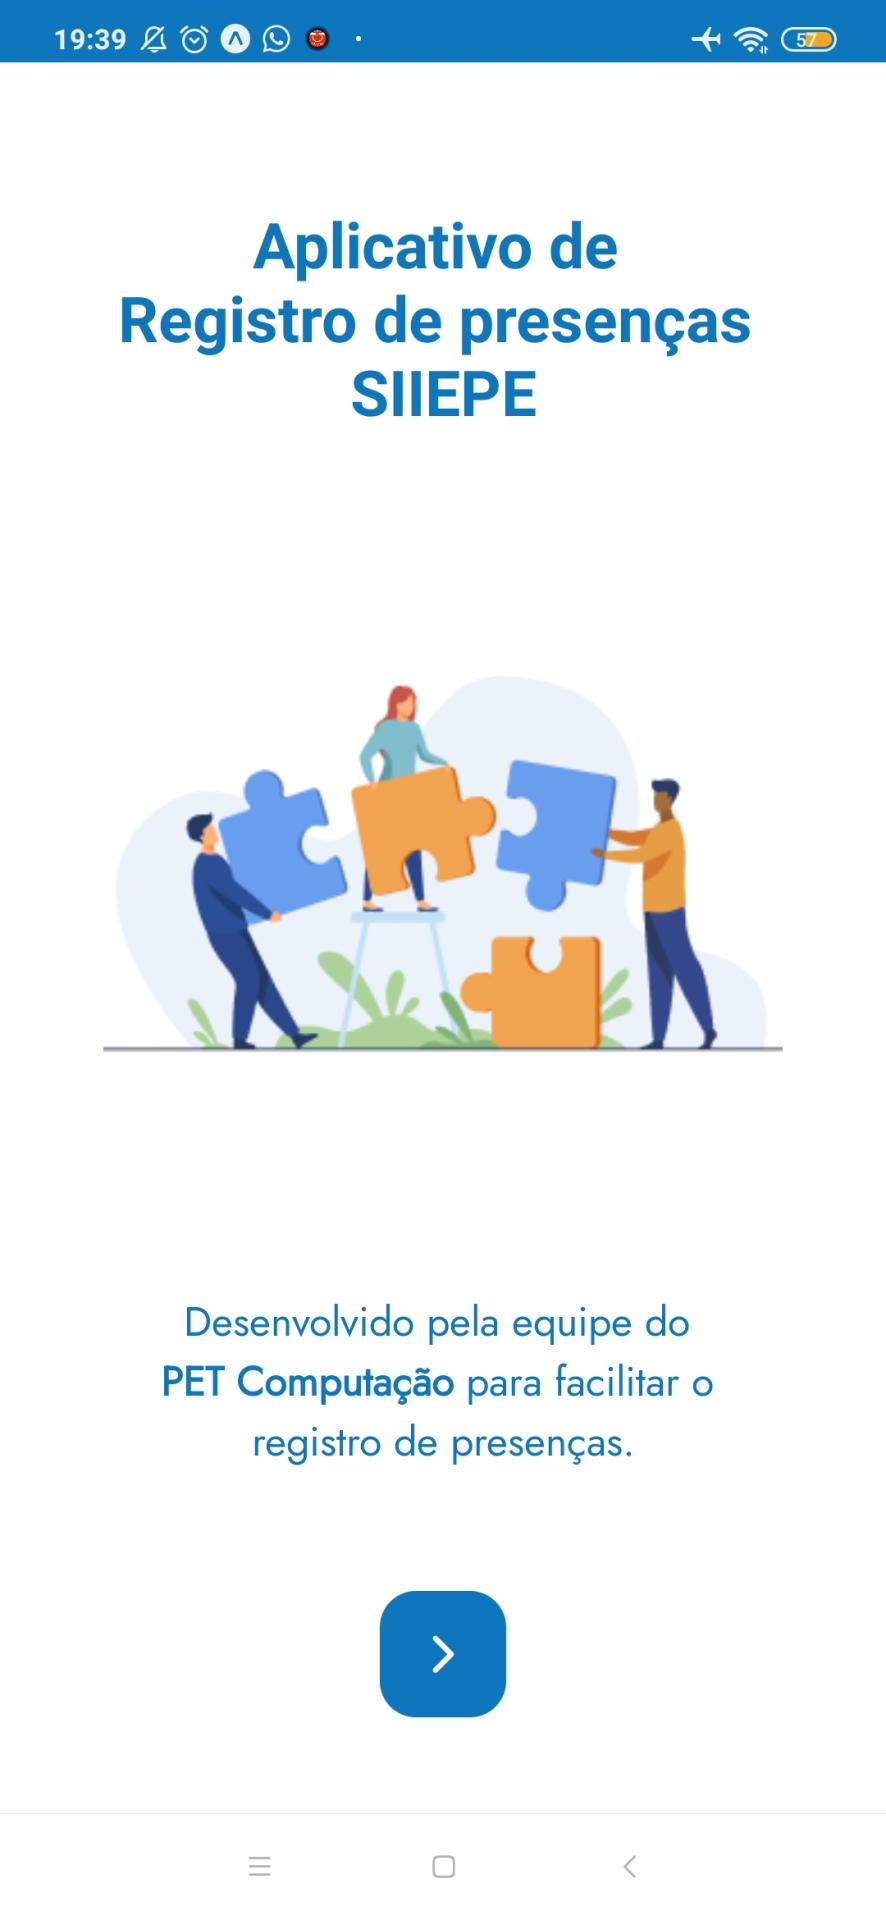 19:39
57
Aplicativo de
Registro de presenças
SIIEPE
Desenvolvido pela equipe do
PET Computação para facilitar o
registro de presenças.